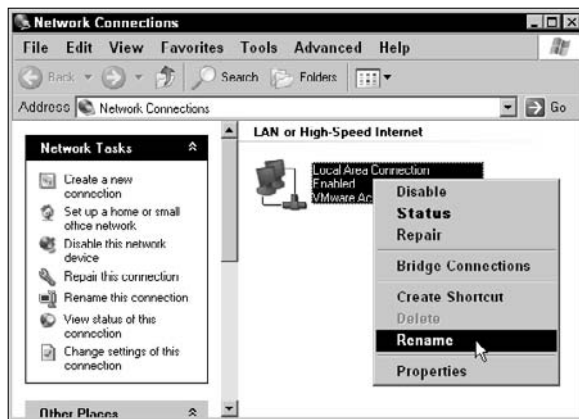 Network Connections
File Edit View Favorites Tools Advanced Help
Back Search Folders
Address Network Connections Go
Network Tasks
Create a new
connection
Set up a home or small
office network
Disable this network
device
Repair this connection
Rename this connection
View status of this
connection
Change settings of this
connection
Other Places
LAN or High-Speed Internet
Local Area Connection
Enabled
VMware Ac
Disable
Status
Repair
Bridge Connections
Create Shortcut
Delete
Rename
Properties